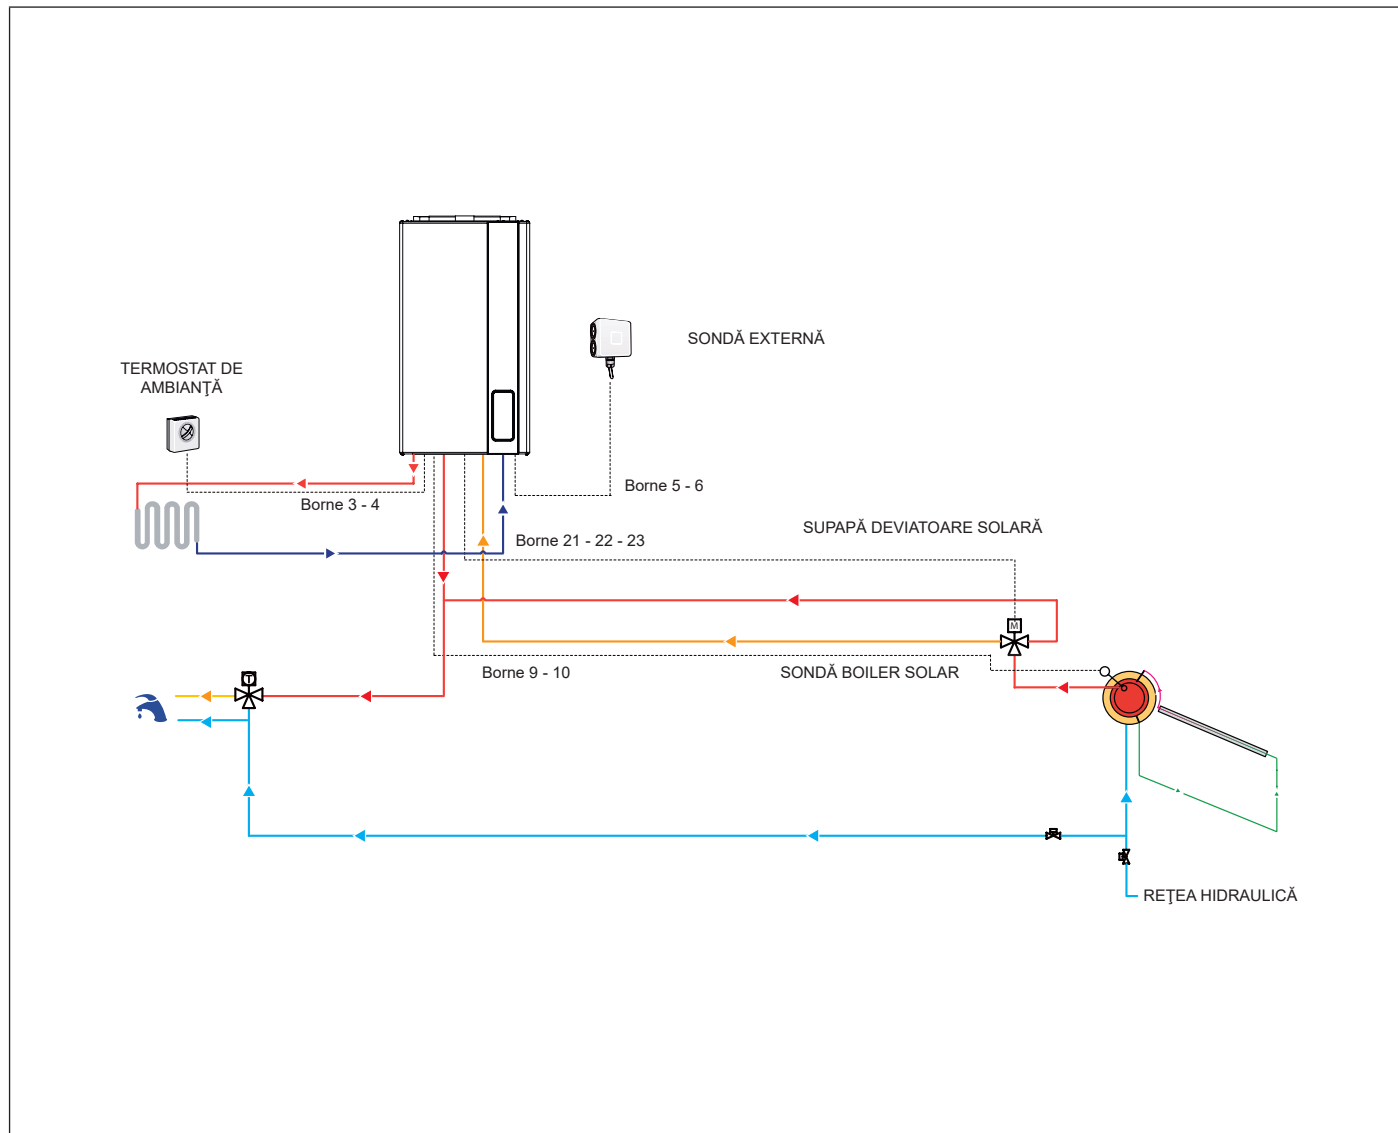 SONDĂ EXTERNĂ
TERMOSTAT DE
AMBIANŢĂ
Borne 5 - 6
Borne 3 - 4
SUPAPĂ DEVIATOARE SOLARĂ
Borne 21 - 22 - 23
M
Borne 9 - 10
SONDĂ BOILER SOLAR
T
REŢEA HIDRAULICĂ